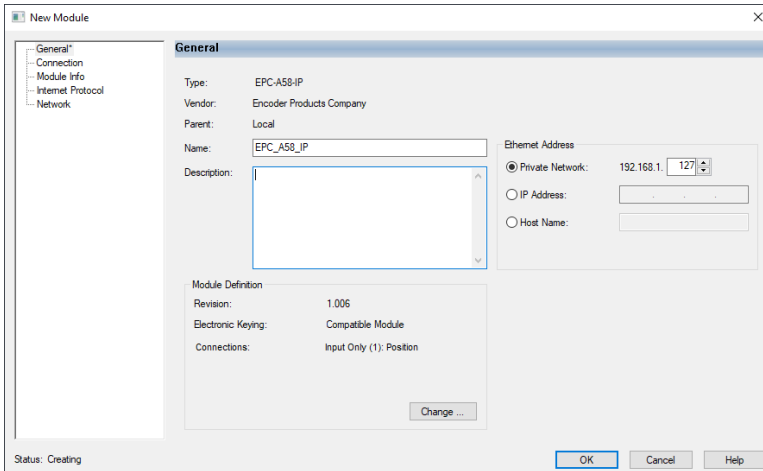 New Module
General*
Connection
Module Info
Internet Protocol
Network
General
Type: EPC-A58-IP
Vendor: Encoder Products Company
Parent: Local
Name: EPC_A58_IP
Description:
Ethernet Address
Private Network: 192.168.1. 127
IP Address: . . .
Host Name:
Module Definition
Revision: 1.006
Electronic Keying: Compatible Module
Connections: Input Only (1): Position
Change ...
Status: Creating
OK Cancel Help